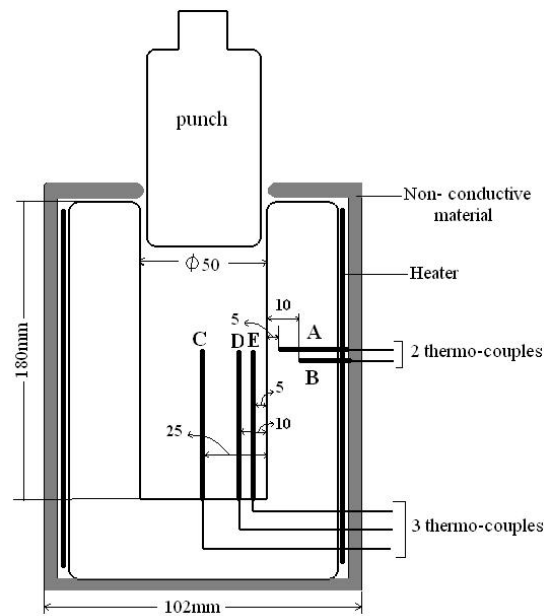 punch
Non- conductive
material
Φ50
Heater
10
5
A
C
D
E
2 thermo-couples
B
180mm
5
10
25
3 thermo-couples
102mm